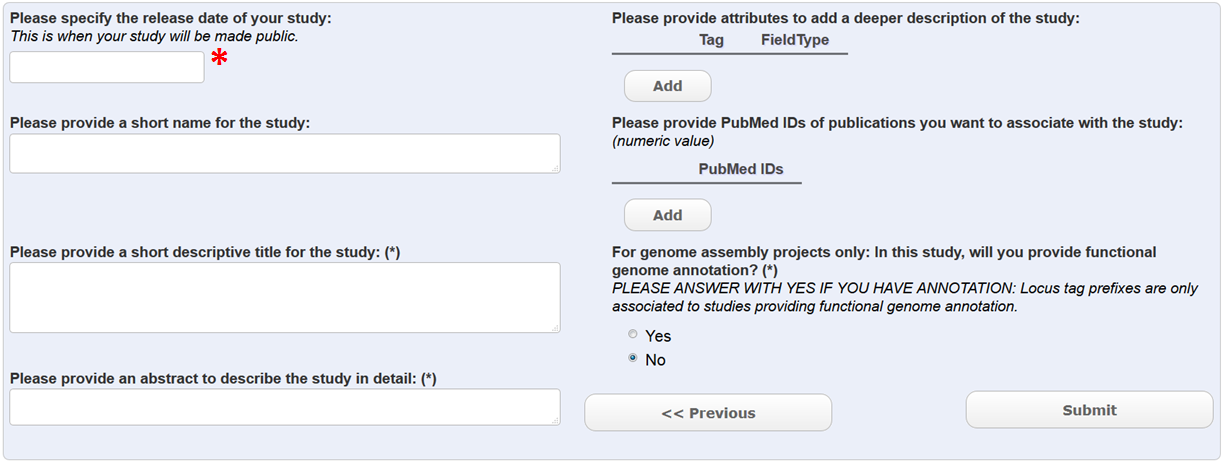 Please specify the release date of your study:
This is when your study will be made public.
*
Please provide a short name for the study:
Please provide a short descriptive title for the study: (*)
Please provide an abstract to describe the study in detail: (*)
Please provide attributes to add a deeper description of the study:
Tag FieldType
Add
Please provide PubMed IDs of publications you want to associate with the study:
(numeric value)
PubMed IDs
Add
For genome assembly projects only: In this study, will you provide functional
genome annotation? (*)
PLEASE ANSWER WITH YES IF YOU HAVE ANNOTATION: Locus tag prefixes are only
associated to studies providing functional genome annotation.
Yes
No
<< Previous
Submit